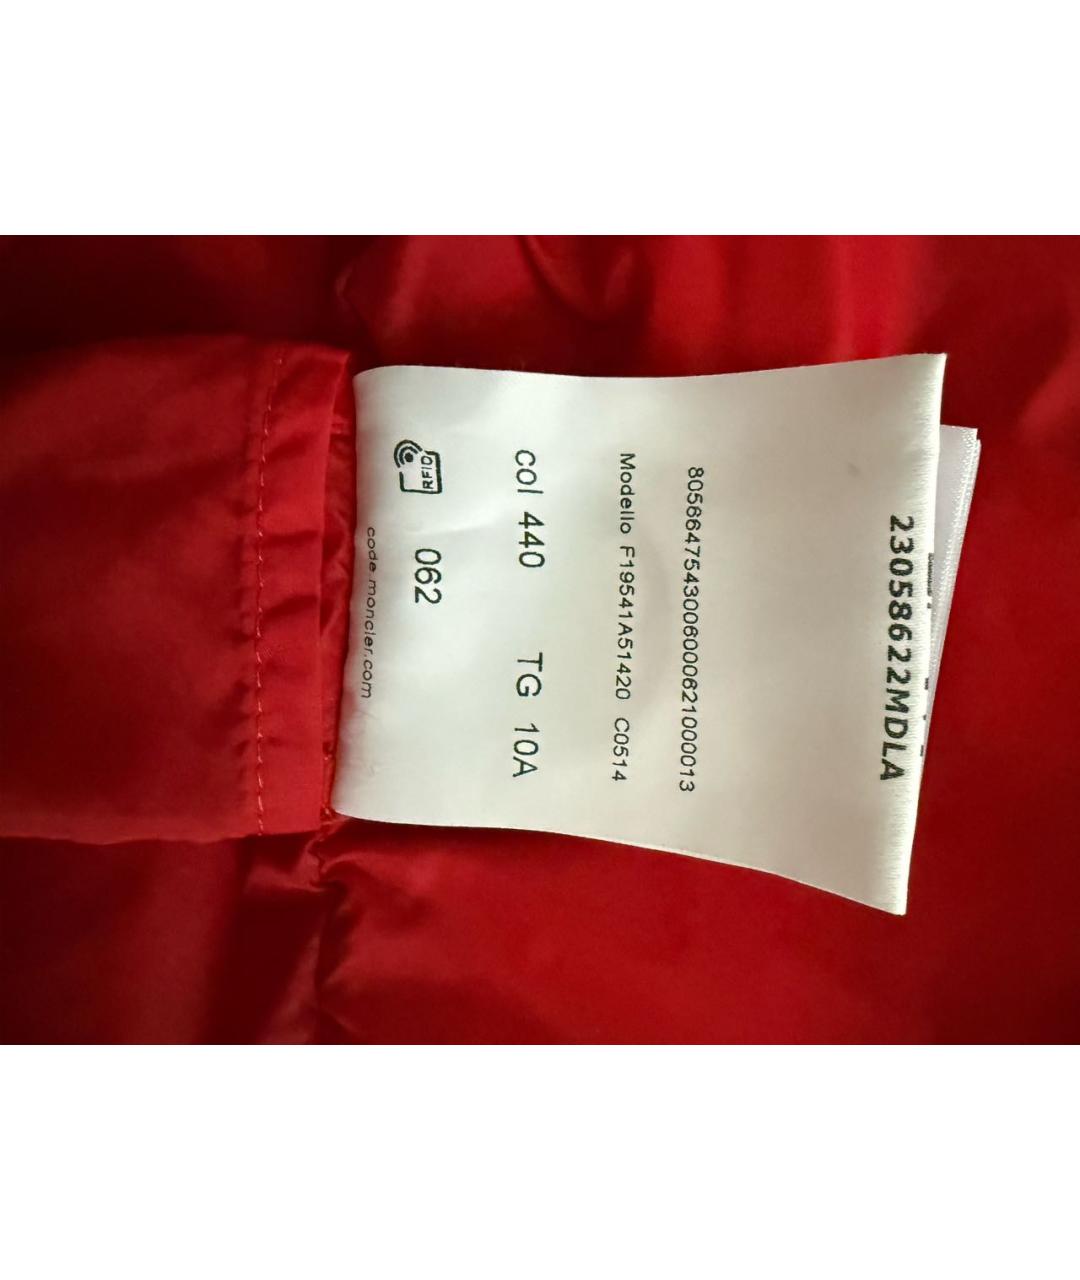 23058622MDLA
8056647543006000621000013
Modello F19541A51420 C0514
col 440 TG 10A
RFID 062
code.moncler.com